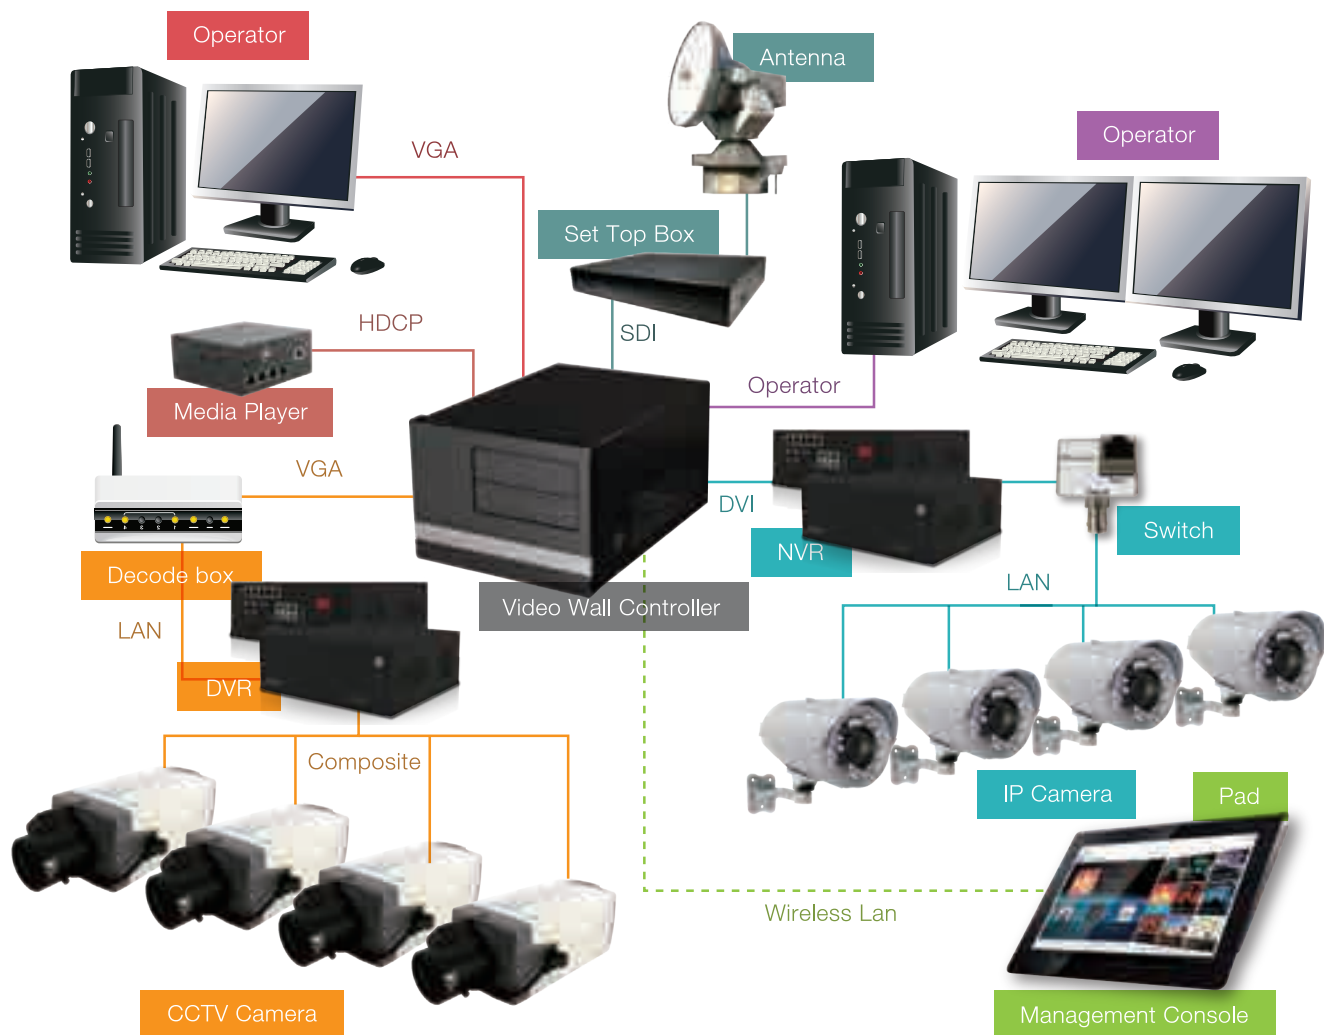 Operator
Antenna
Operator
VGA
Set Top Box
HDCP
SDI
Operator
Media Player
VGA
DVI
Switch
NVR
Decode box
LAN
Video Wall Controller
LAN
DVR
Composite
IP Camera
Pad
Wireless Lan
CCTV Camera
Management Console